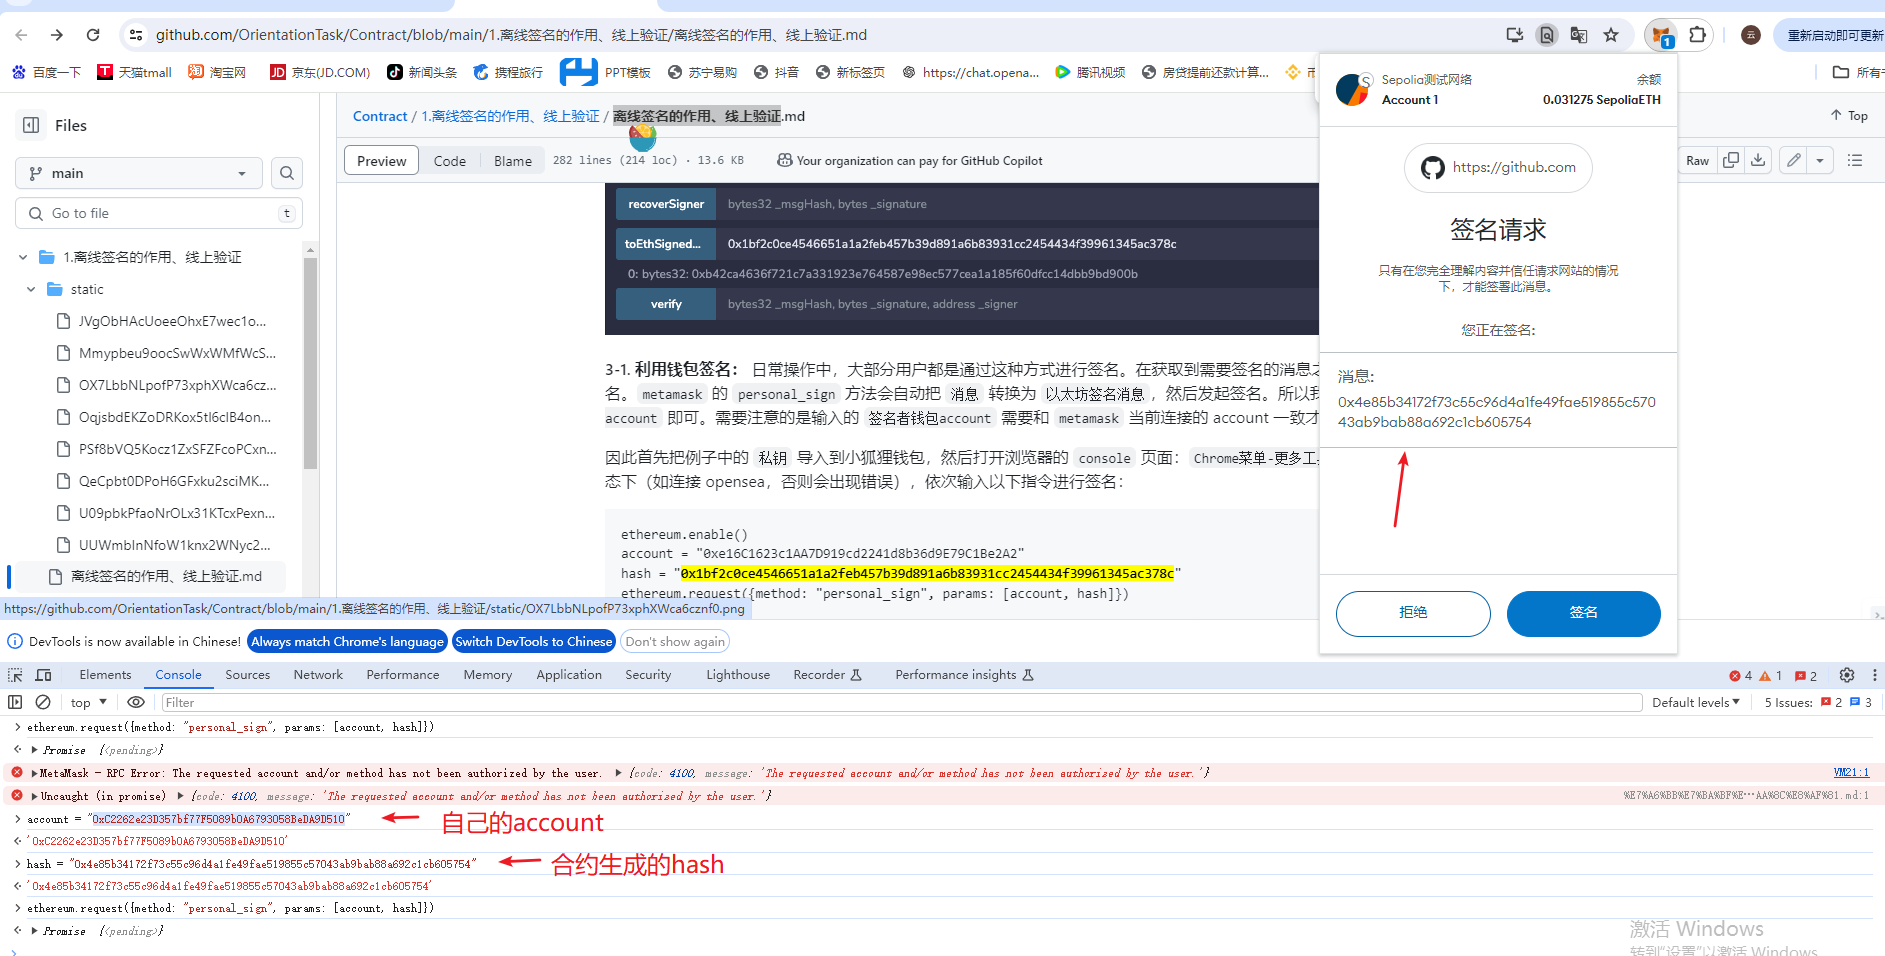 github.com/OrientationTask/Contract/blob/main/1.离线签名的作用、线上验证/离线签名的作用、线上验证.md
1
云
重新启动即可更新
百度一下
天猫tmall
淘宝网
京东(JD.COM)
新闻头条
携程旅行
PPT模板
苏宁易购
抖音
新标签页
https://chat.opena...
腾讯视频
房贷提前还款计算...
币
所有
Files
main
Go to file
t
1.离线签名的作用、线上验证
static
JVgObHAcUoeeOhxE7wec1o...
Mmypbeu9oocSwWxWMfWcS...
OX7LbbNLpofP73xphXWca6cz...
OqjsbdEKZoDRKox5tI6cIB4on...
PSf8bVQ5Kocz1ZxSFZFcoPCxn...
QeCpbt0DPoH6GFxku2sciMK...
U09pbkPfaoNrOLx31KTcxPexn...
UUWmbInNfoW1knx2WNyc2...
离线签名的作用、线上验证.md
https://github.com/OrientationTask/Contract/blob/main/1.离线签名的作用、线上验证/static/OX7LbbNLpofP73xphXWca6cznf0.png
Contract / 1.离线签名的作用、线上验证 / 离线签名的作用、线上验证.md
Top
Preview
Code
Blame
282 lines (214 loc) · 13.6 KB
Your organization can pay for GitHub Copilot
Raw
recoverSigner
bytes32 _msgHash, bytes _signature
toEthSigned...
0x1bf2c0ce4546651a1a2feb457b39d891a6b83931cc2454434f39961345ac378c
0: bytes32: 0xb42ca4636f721c7a331923e764587e98ec577cea1a185f60dfcc14dbb9bd900b
verify
bytes32 _msgHash, bytes _signature, address _signer
3-1. 利用钱包签名： 日常操作中，大部分用户都是通过这种方式进行签名。在获取到需要签名的消息之
名。 metamask 的 personal_sign 方法会自动把 消息 转换为 以太坊签名消息 ，然后发起签名。所以我
account 即可。需要注意的是输入的 签名者钱包account 需要和 metamask 当前连接的 account 一致才
因此首先把例子中的 私钥 导入到小狐狸钱包，然后打开浏览器的 console 页面： Chrome菜单-更多工
态下（如连接 opensea，否则会出现错误），依次输入以下指令进行签名：
ethereum.enable()
account = "0xe16C1623c1AA7D919cd2241d8b36d9E79C1Be2A2"
hash = "0x1bf2c0ce4546651a1a2feb457b39d891a6b83931cc2454434f39961345ac378c"
ethereum.request({method: "personal_sign", params: [account, hash]})
S
Sepolia测试网络
余额
Account 1
0.031275 SepoliaETH
https://github.com
签名请求
只有在您完全理解内容并信任请求网站的情况
下，才能签署此消息。
您正在签名:
消息:
0x4e85b34172f73c55c96d4a1fe49fae519855c570
43ab9bab88a692c1cb605754
拒绝
签名
DevTools is now available in Chinese!
Always match Chrome's language
Switch DevTools to Chinese
Don't show again
Elements
Console
Sources
Network
Performance
Memory
Application
Security
Lighthouse
Recorder
Performance insights
4
1
2
top
Filter
Default levels
5 Issues:
2
3
ethereum.request({method: "personal_sign", params: [account, hash]})
Promise {<pending>}
MetaMask - RPC Error: The requested account and/or method has not been authorized by the user. {code: 4100, message: 'The requested account and/or method has not been authorized by the user.'}
VM21:1
Uncaught (in promise) {code: 4100, message: 'The requested account and/or method has not been authorized by the user.'}
%E7%A6%BB%E7%BA%BF%E…AA%8C%E8%AF%81.md:1
account = "0xC2262e23D357bf77F5089b0A6793058BeDA9D510"
自己的account
'0xC2262e23D357bf77F5089b0A6793058BeDA9D510'
hash = "0x4e85b34172f73c55c96d4a1fe49fae519855c57043ab9bab88a692c1cb605754"
合约生成的hash
'0x4e85b34172f73c55c96d4a1fe49fae519855c57043ab9bab88a692c1cb605754'
ethereum.request({method: "personal_sign", params: [account, hash]})
Promise {<pending>}
激活 Windows
转到"设置"以激活 Windows